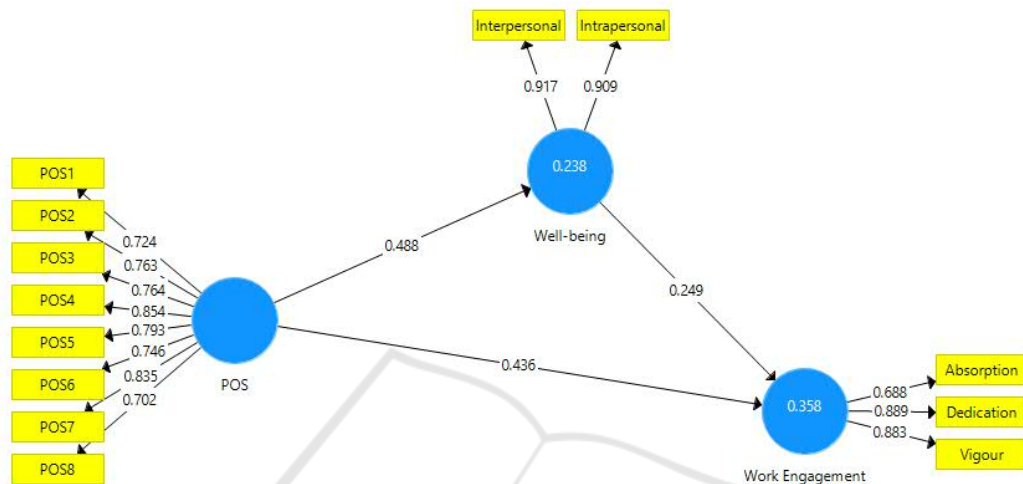 Interpersonal Intrapersonal
0.917 0.909
0.238
Well-being
POS1
POS2
POS3
POS4
POS5
POS6
POS7
POS8
0.724
0.763
0.764
0.854
0.793
0.746
0.835
0.702
POS
0.488
0.249
0.436
0.358
Work Engagement
0.688
0.889
0.883
Absorption
Dedication
Vigour